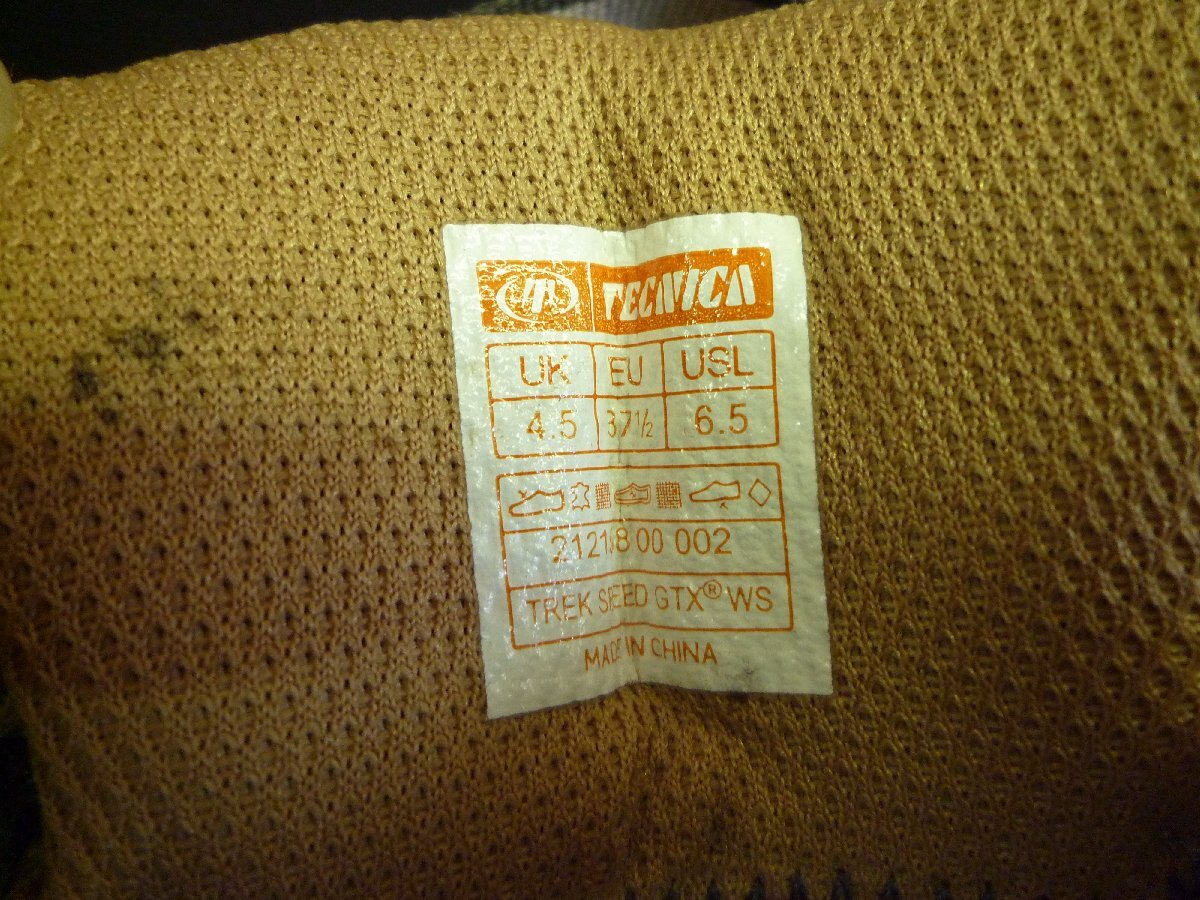 TECNICA
UK EU USL
4.5 37½ 6.5
00 002
TREK SPEED GTX® WS
MADE IN CHINA